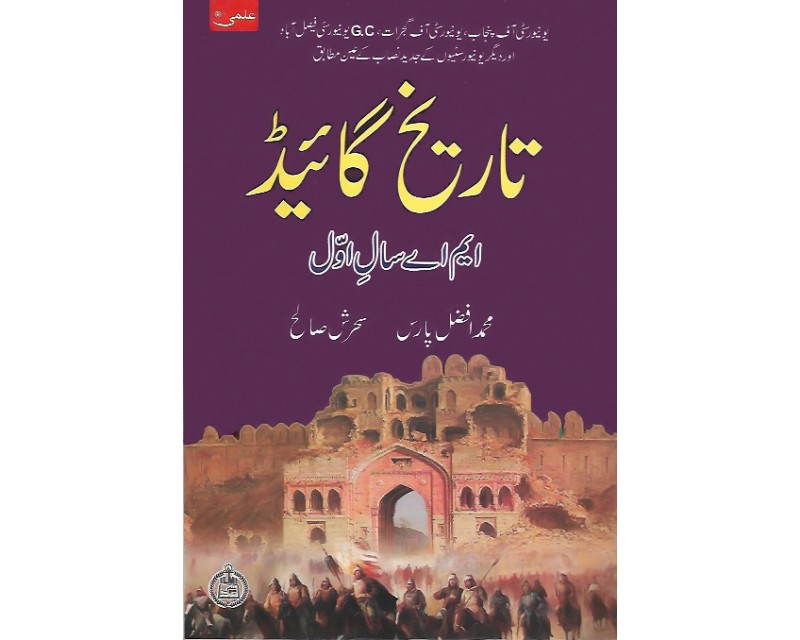 علمی®
یونیورسٹی آف پنجاب، یونیورسٹی آف گجرات، G.C یونیورسٹی فیصل آباد
اور دیگر یونیورسٹیوں کے جدید نصاب کے عین مطابق
تاریخ گائیڈ
ایم اے سالِ اوّل
محمد افضل پارس سحرش صالح